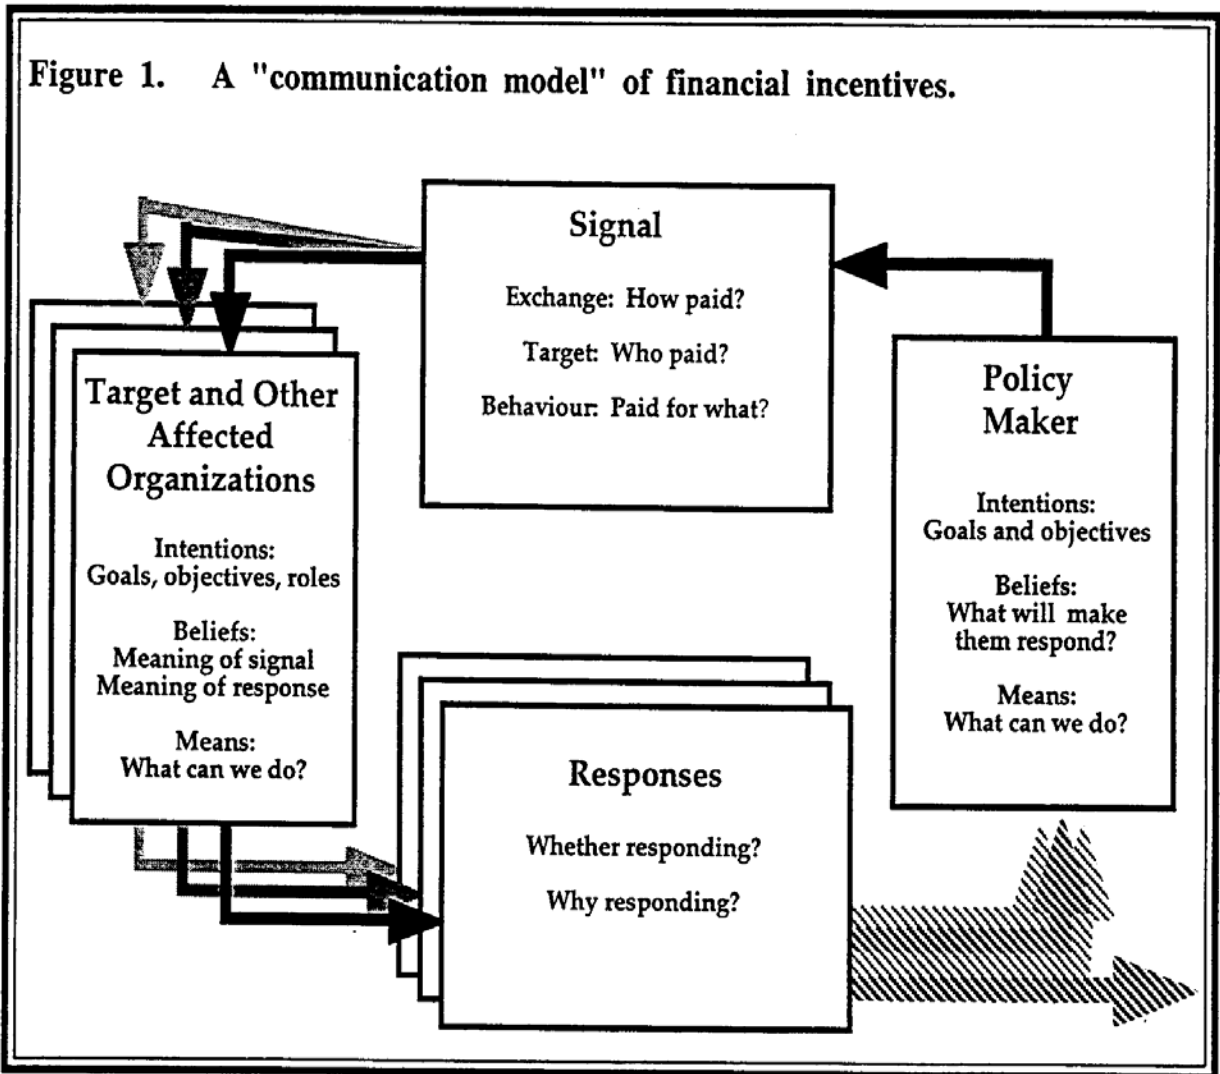 Figure 1. A "communication model" of financial incentives.
Signal
Exchange: How paid?
Target: Who paid?
Behaviour: Paid for what?
Policy
Maker
Intentions:
Goals and objectives
Beliefs:
What will make
them respond?
Means:
What can we do?
Target and Other
Affected
Organizations
Intentions:
Goals, objectives, roles
Beliefs:
Meaning of signal
Meaning of response
Means:
What can we do?
Responses
Whether responding?
Why responding?